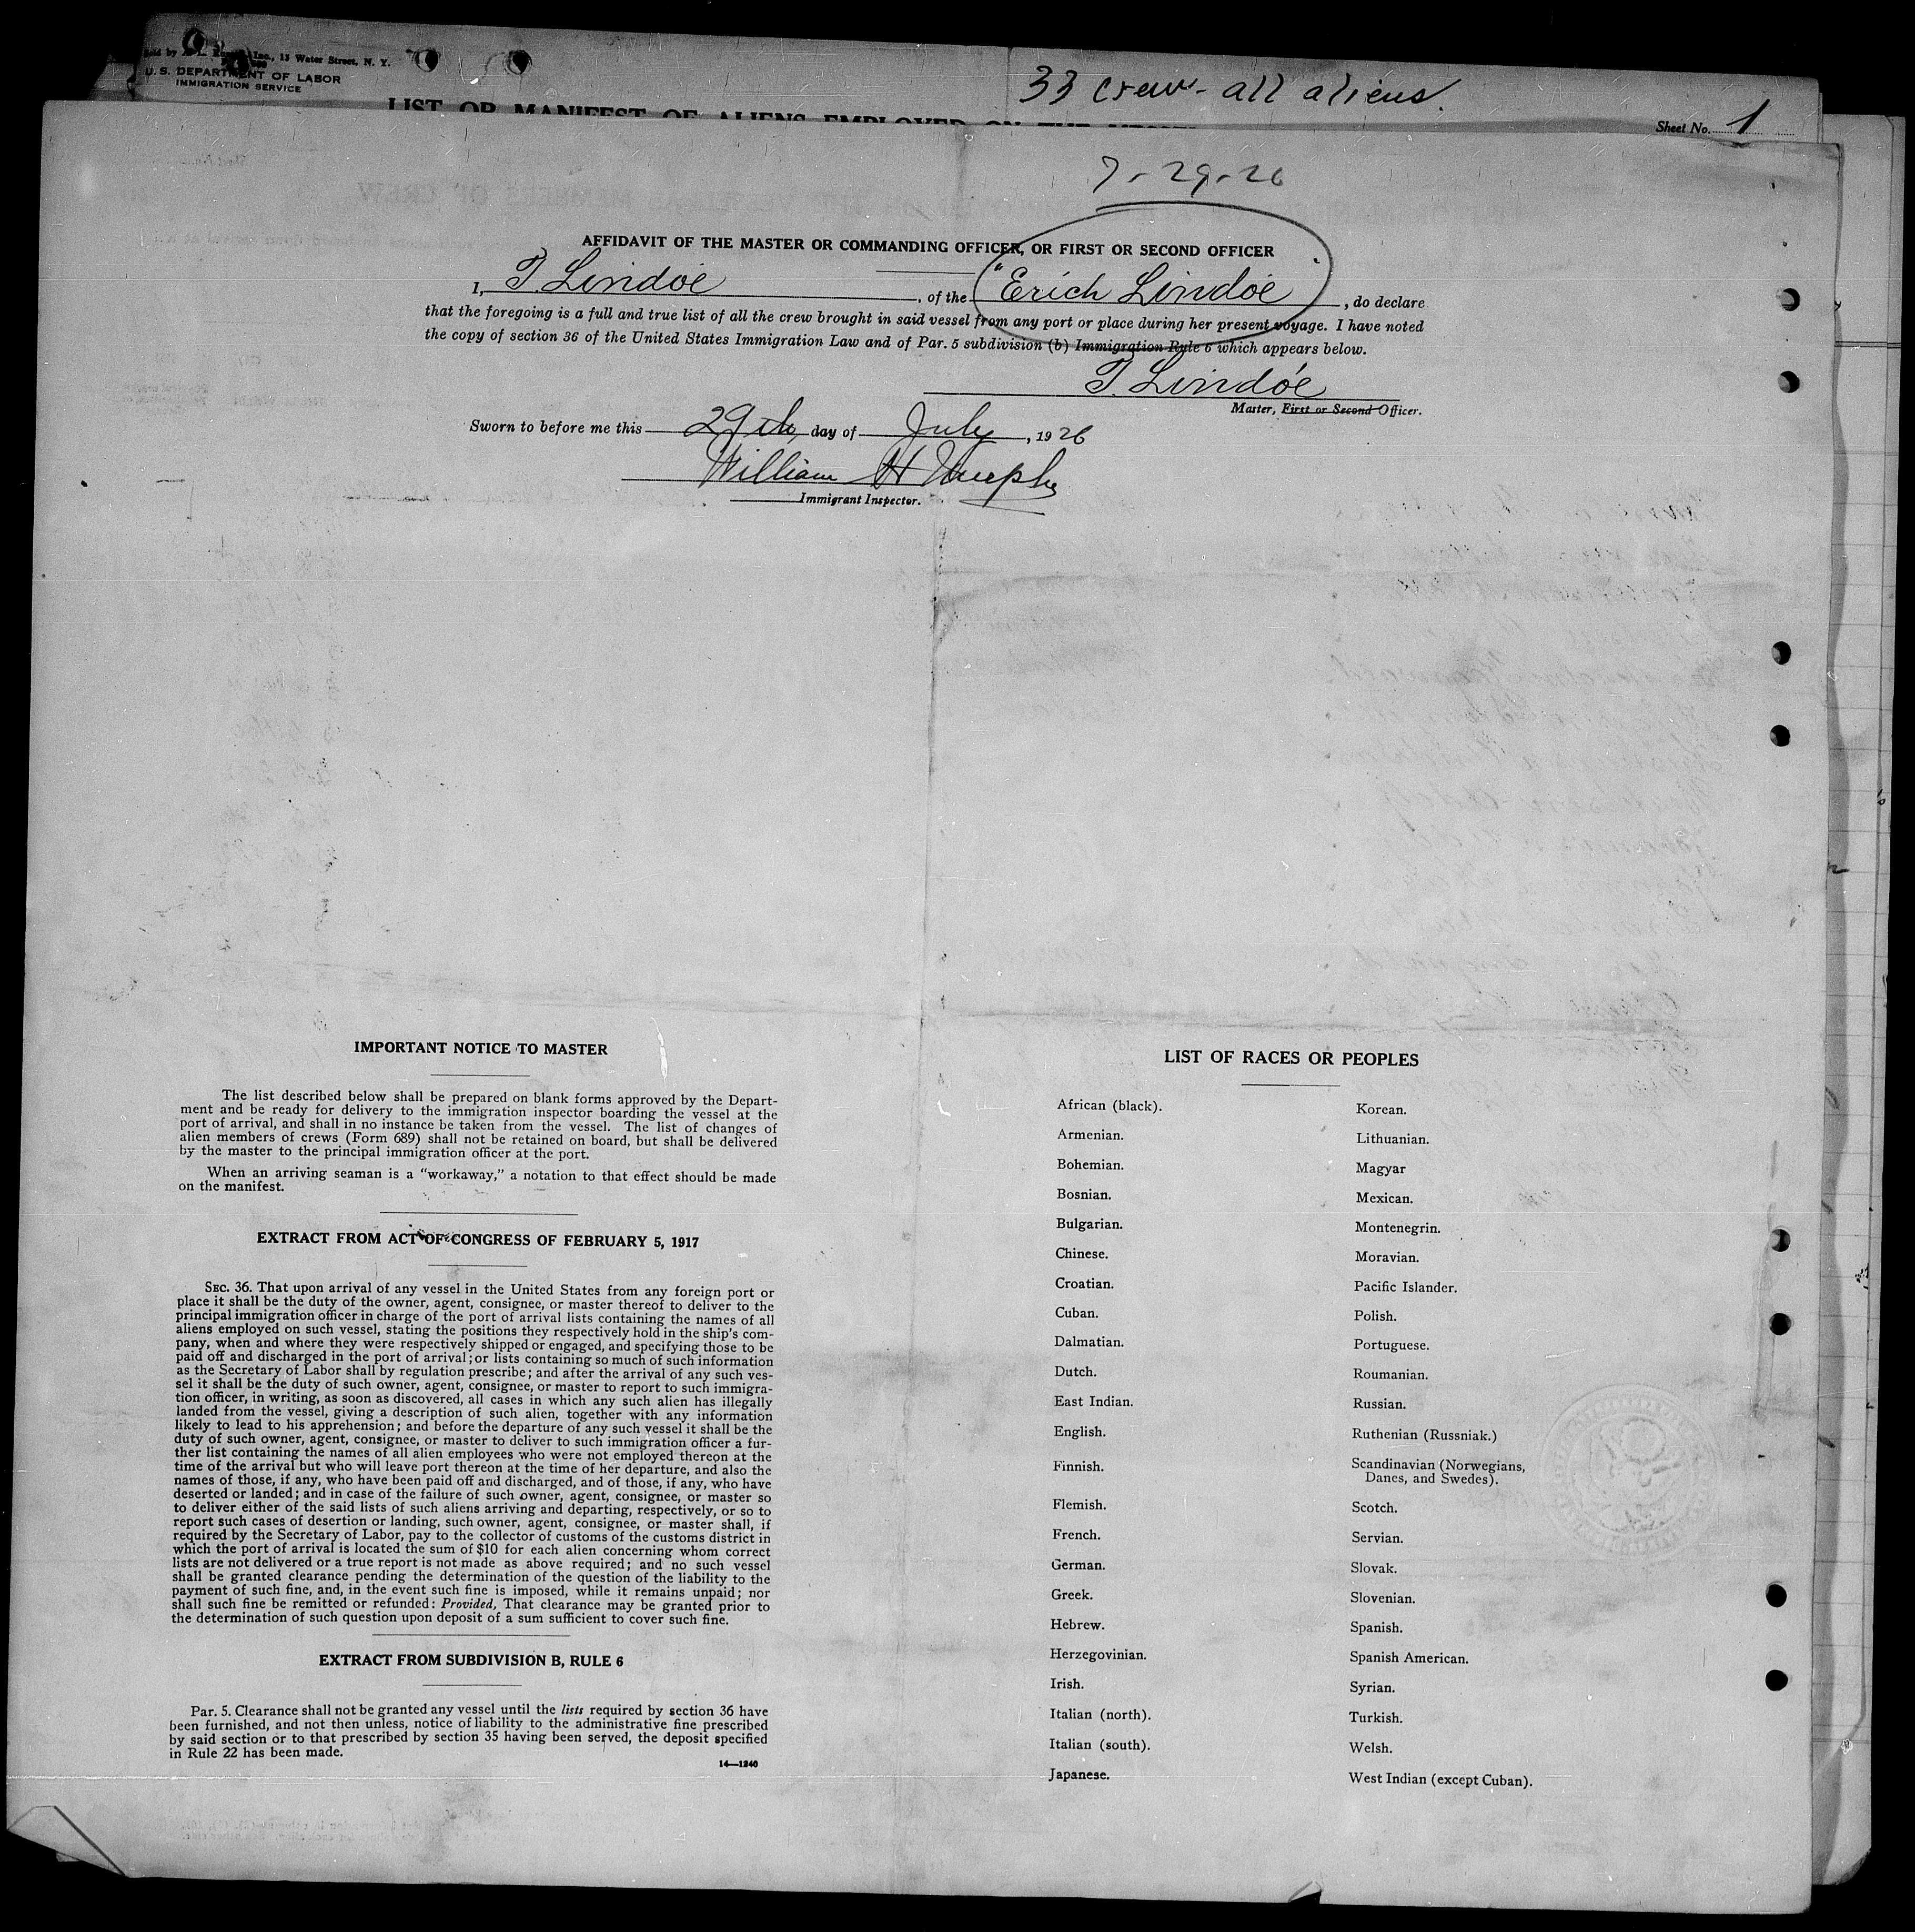 Inc., 13 Water Street, N. Y.
U. S. DEPARTMENT OF LABOR
IMMIGRATION SERVICE
33 crew - all aliens.
LIST OR MANIFEST OF ALIENS EMPLOYED ON THE
Sheet No. 1
7-29-26
AFFIDAVIT OF THE MASTER OR COMMANDING OFFICER, OR FIRST OR SECOND OFFICER
I, T. Lindöe, of the "Erich Lindöe", do declare
that the foregoing is a full and true list of all the crew brought in said vessel from any port or place during her present voyage. I have noted
the copy of section 36 of the United States Immigration Law and of Par. 5 subdivision (b) Immigration Rule 6 which appears below.
T. Lindöe
Master, First or Second Officer.
Sworn to before me this 29th day of July, 1926
William H Murphy
Immigrant Inspector.
IMPORTANT NOTICE TO MASTER
The list described below shall be prepared on blank forms approved by the Depart-
ment and be ready for delivery to the immigration inspector boarding the vessel at the
port of arrival, and shall in no instance be taken from the vessel. The list of changes of
alien members of crews (Form 689) shall not be retained on board, but shall be delivered
by the master to the principal immigration officer at the port.
When an arriving seaman is a "workaway," a notation to that effect should be made
on the manifest.
EXTRACT FROM ACT OF CONGRESS OF FEBRUARY 5, 1917
SEC. 36. That upon arrival of any vessel in the United States from any foreign port or
place it shall be the duty of the owner, agent, consignee, or master thereof to deliver to the
principal immigration officer in charge of the port of arrival lists containing the names of all
aliens employed on such vessel, stating the positions they respectively hold in the ship's com-
pany, when and where they were respectively shipped or engaged, and specifying those to be
paid off and discharged in the port of arrival; or lists containing so much of such information
as the Secretary of Labor shall by regulation prescribe; and after the arrival of any such ves-
sel it shall be the duty of such owner, agent, consignee, or master to report to such immigra-
tion officer, in writing, as soon as discovered, all cases in which any such alien has illegally
landed from the vessel, giving a description of such alien, together with any information
likely to lead to his apprehension; and before the departure of any such vessel it shall be the
duty of such owner, agent, consignee, or master to deliver to such immigration officer a fur-
ther list containing the names of all alien employees who were not employed thereon at the
time of the arrival but who will leave port thereon at the time of her departure, and also the
names of those, if any, who have been paid off and discharged, and of those, if any, who have
deserted or landed; and in case of the failure of such owner, agent, consignee, or master so
to deliver either of the said lists of such aliens arriving and departing, respectively, or so to
report such cases of desertion or landing, such owner, agent, consignee, or master shall, if
required by the Secretary of Labor, pay to the collector of customs of the customs district in
which the port of arrival is located the sum of $10 for each alien concerning whom correct
lists are not delivered or a true report is not made as above required; and no such vessel
shall be granted clearance pending the determination of the question of the liability to the
payment of such fine, and, in the event such fine is imposed, while it remains unpaid; nor
shall such fine be remitted or refunded: Provided, That clearance may be granted prior to
the determination of such question upon deposit of a sum sufficient to cover such fine.
EXTRACT FROM SUBDIVISION B, RULE 6
Par. 5. Clearance shall not be granted any vessel until the lists required by section 36 have
been furnished, and not then unless, notice of liability to the administrative fine prescribed
by said section or to that prescribed by section 35 having been served, the deposit specified
in Rule 22 has been made.
14—1240
LIST OF RACES OR PEOPLES
African (black).
Armenian.
Bohemian.
Bosnian.
Bulgarian.
Chinese.
Croatian.
Cuban.
Dalmatian.
Dutch.
East Indian.
English.
Finnish.
Flemish.
French.
German.
Greek.
Hebrew.
Herzegovinian.
Irish.
Italian (north).
Italian (south).
Japanese.
Korean.
Lithuanian.
Magyar
Mexican.
Montenegrin.
Moravian.
Pacific Islander.
Polish.
Portuguese.
Roumanian.
Russian.
Ruthenian (Russniak.)
Scandinavian (Norwegians,
Danes, and Swedes).
Scotch.
Servian.
Slovak.
Slovenian.
Spanish.
Spanish American.
Syrian.
Turkish.
Welsh.
West Indian (except Cuban).